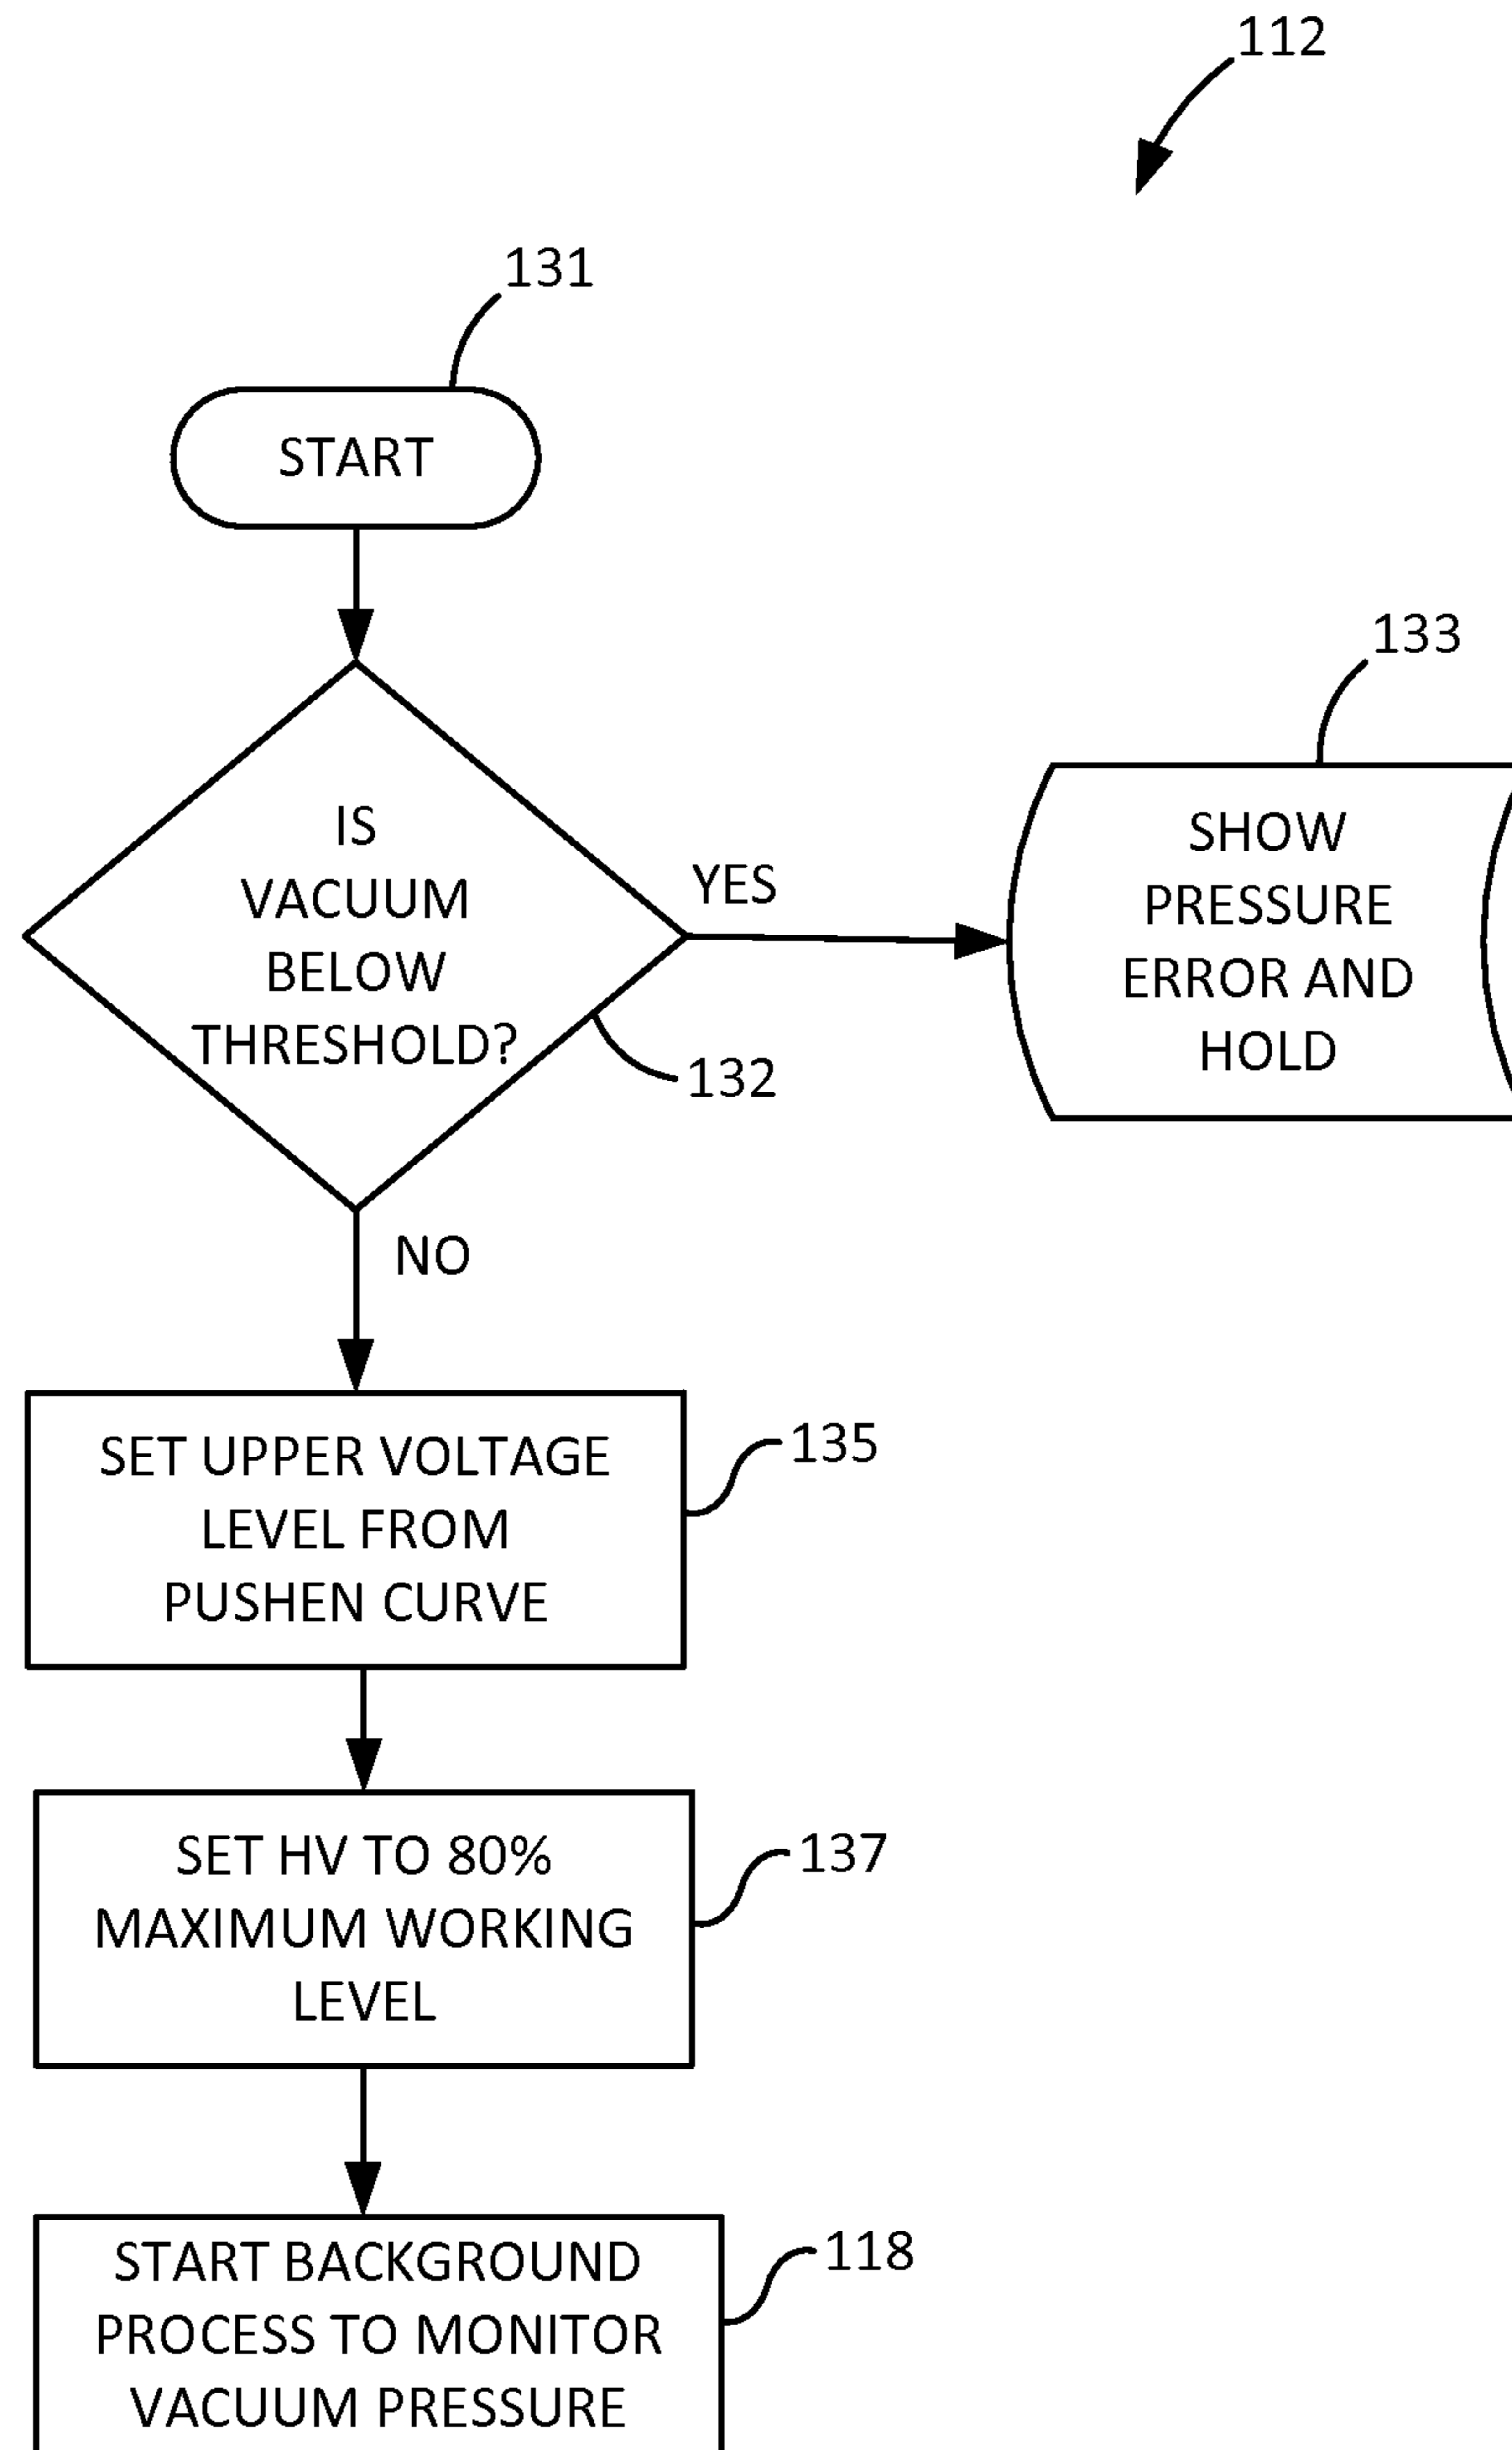 112
131
START
IS
VACUUM
BELOW
THRESHOLD?
132
YES
133
SHOW
PRESSURE
ERROR AND
HOLD
NO
SET UPPER VOLTAGE
LEVEL FROM
PUSHEN CURVE
135
SET HV TO 80%
MAXIMUM WORKING
LEVEL
137
START BACKGROUND
PROCESS TO MONITOR
VACUUM PRESSURE
118